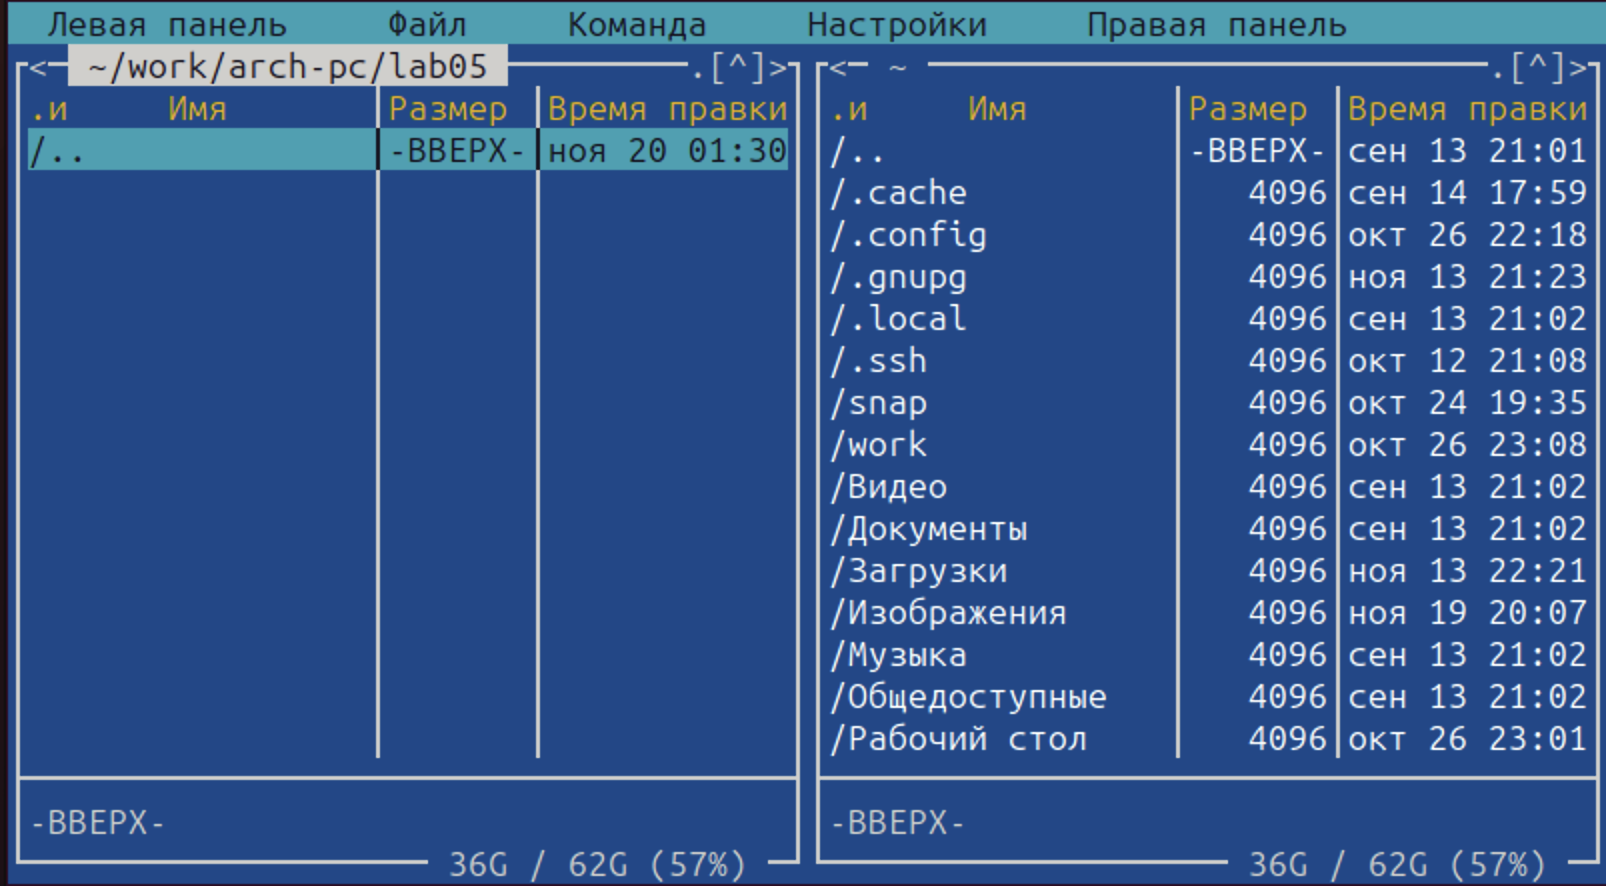 Левая панель Файл Команда Настройки Правая панель
<- ~/work/arch-pc/lab05 .[^]> <- ~ .[^]>
.и Имя Размер Время правки .и Имя Размер Время правки
/.. -ВВЕРХ- ноя 20 01:30 /.. -ВВЕРХ- сен 13 21:01
/.cache 4096 сен 14 17:59
/.config 4096 окт 26 22:18
/.gnupg 4096 ноя 13 21:23
/.local 4096 сен 13 21:02
/.ssh 4096 окт 12 21:08
/snap 4096 окт 24 19:35
/work 4096 окт 26 23:08
/Видео 4096 сен 13 21:02
/Документы 4096 сен 13 21:02
/Загрузки 4096 ноя 13 22:21
/Изображения 4096 ноя 19 20:07
/Музыка 4096 сен 13 21:02
/Общедоступные 4096 сен 13 21:02
/Рабочий стол 4096 окт 26 23:01
-ВВЕРХ- -ВВЕРХ-
36G / 62G (57%) 36G / 62G (57%)